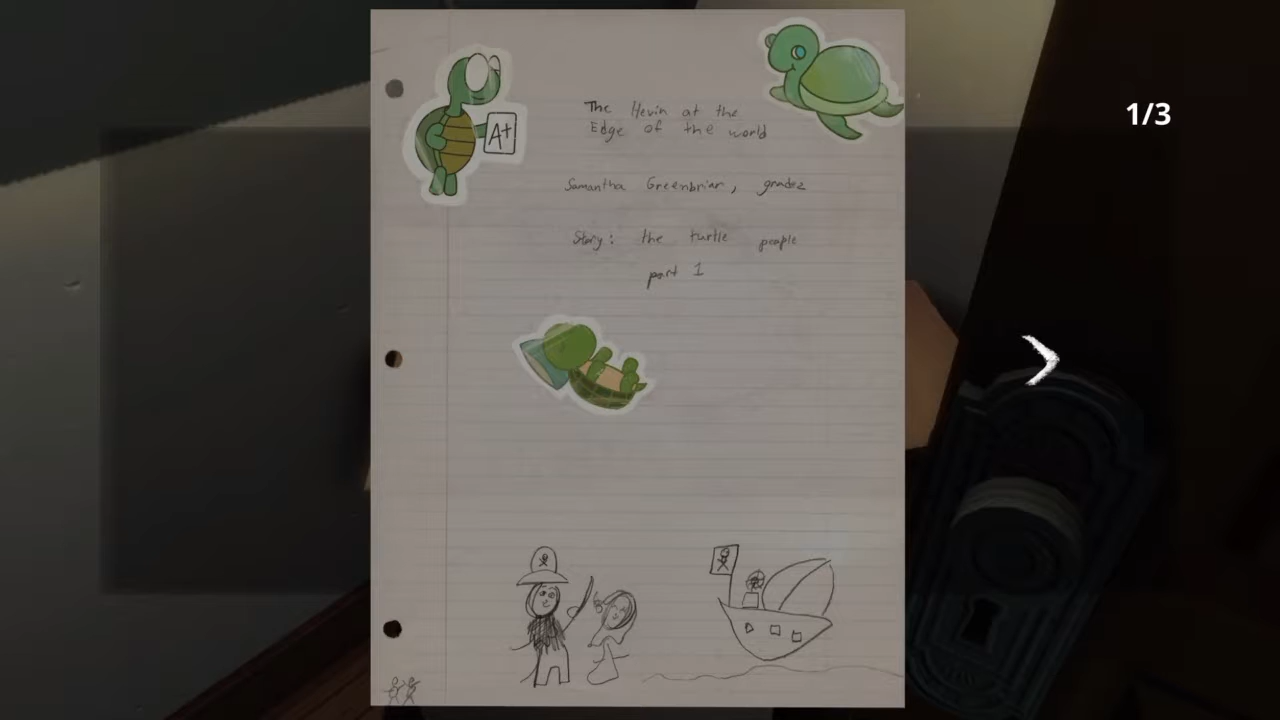 1/3
A+
The Hevin at the
Edge of the world
Samantha Greenbriar, grade2
Story: the turtle people
part 1